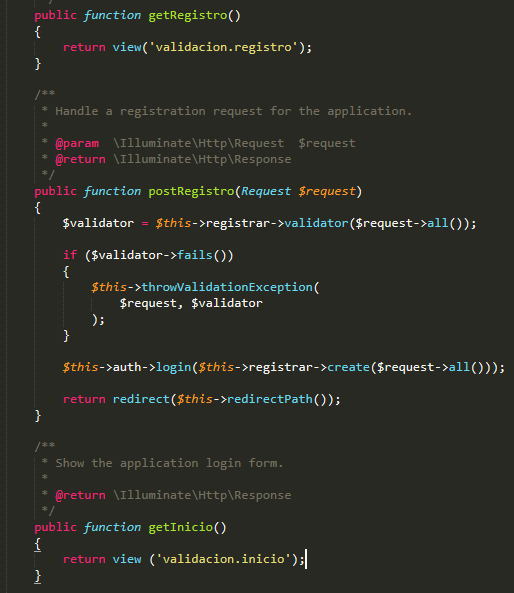 public function getRegistro()
{
    return view('validacion.registro');
}

/**
 * Handle a registration request for the application.
 *
 * @param  \Illuminate\Http\Request  $request
 * @return \Illuminate\Http\Response
 */
public function postRegistro(Request $request)
{
    $validator = $this->registrar->validator($request->all());

    if ($validator->fails())
    {
        $this->throwValidationException(
            $request, $validator
        );
    }

    $this->auth->login($this->registrar->create($request->all()));

    return redirect($this->redirectPath());
}

/**
 * Show the application login form.
 *
 * @return \Illuminate\Http\Response
 */
public function getInicio()
{
    return view ('validacion.inicio');
}